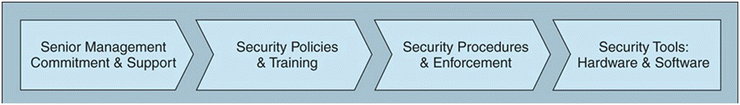 Senior Management
Commitment & Support
Security Policies
& Training
Security Procedures
& Enforcement
Security Tools:
Hardware & Software